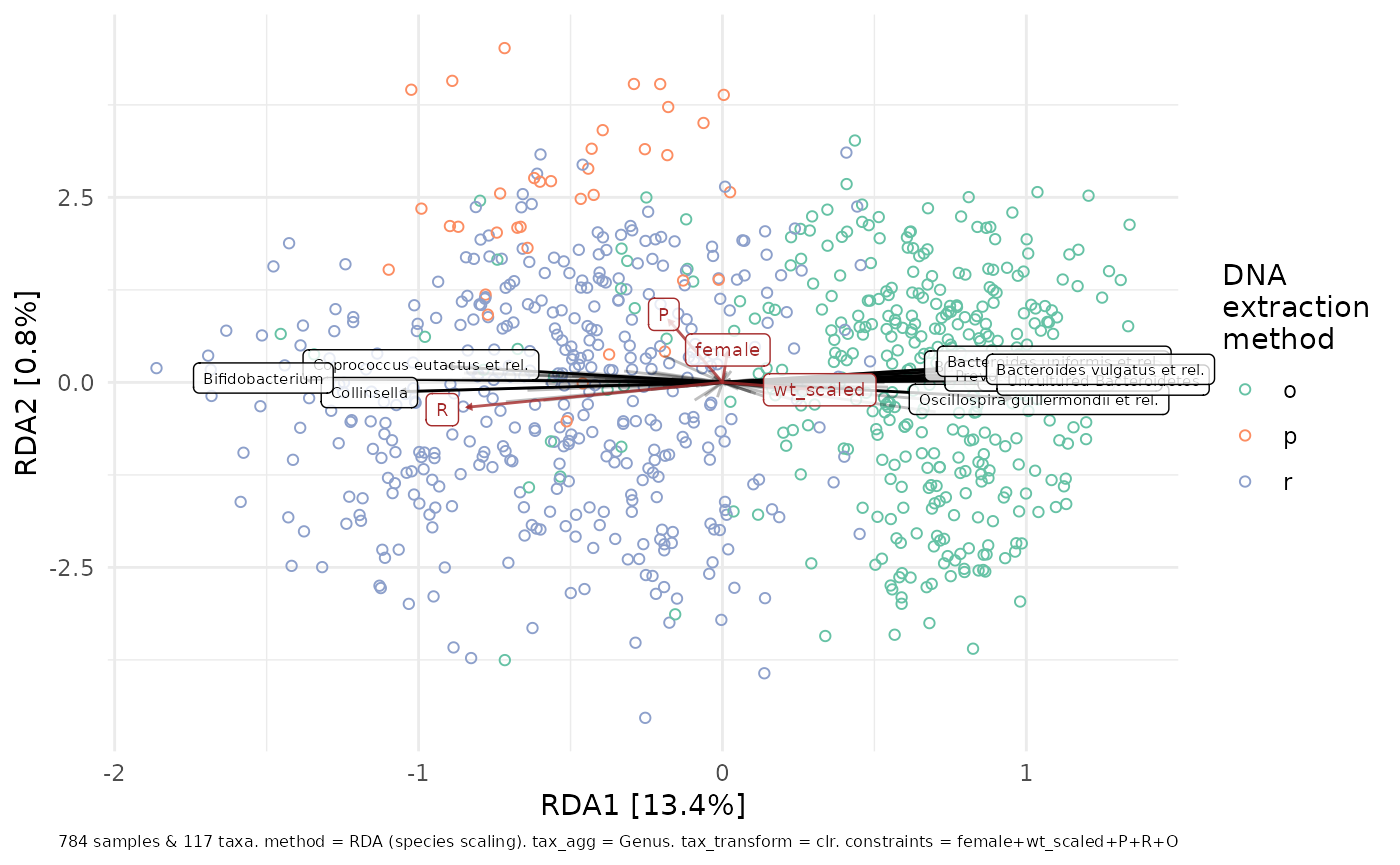 2.5
0.0
-2.5
RDA2 [0.8%]
-2
-1
0
1
RDA1 [13.4%]
P
female
wt_scaled
R
Coprococcus eutactus et rel.
Bifidobacterium
Collinsella
Bacteroides uniformis et rel.
Prev
Bacteroides vulgatus et rel.
Uncultured Bacteroidetes
Oscillospira guillermondii et rel.
DNA
extraction
method
o
p
r
784 samples & 117 taxa. method = RDA (species scaling). tax_agg = Genus. tax_transform = clr. constraints = female+wt_scaled+P+R+O